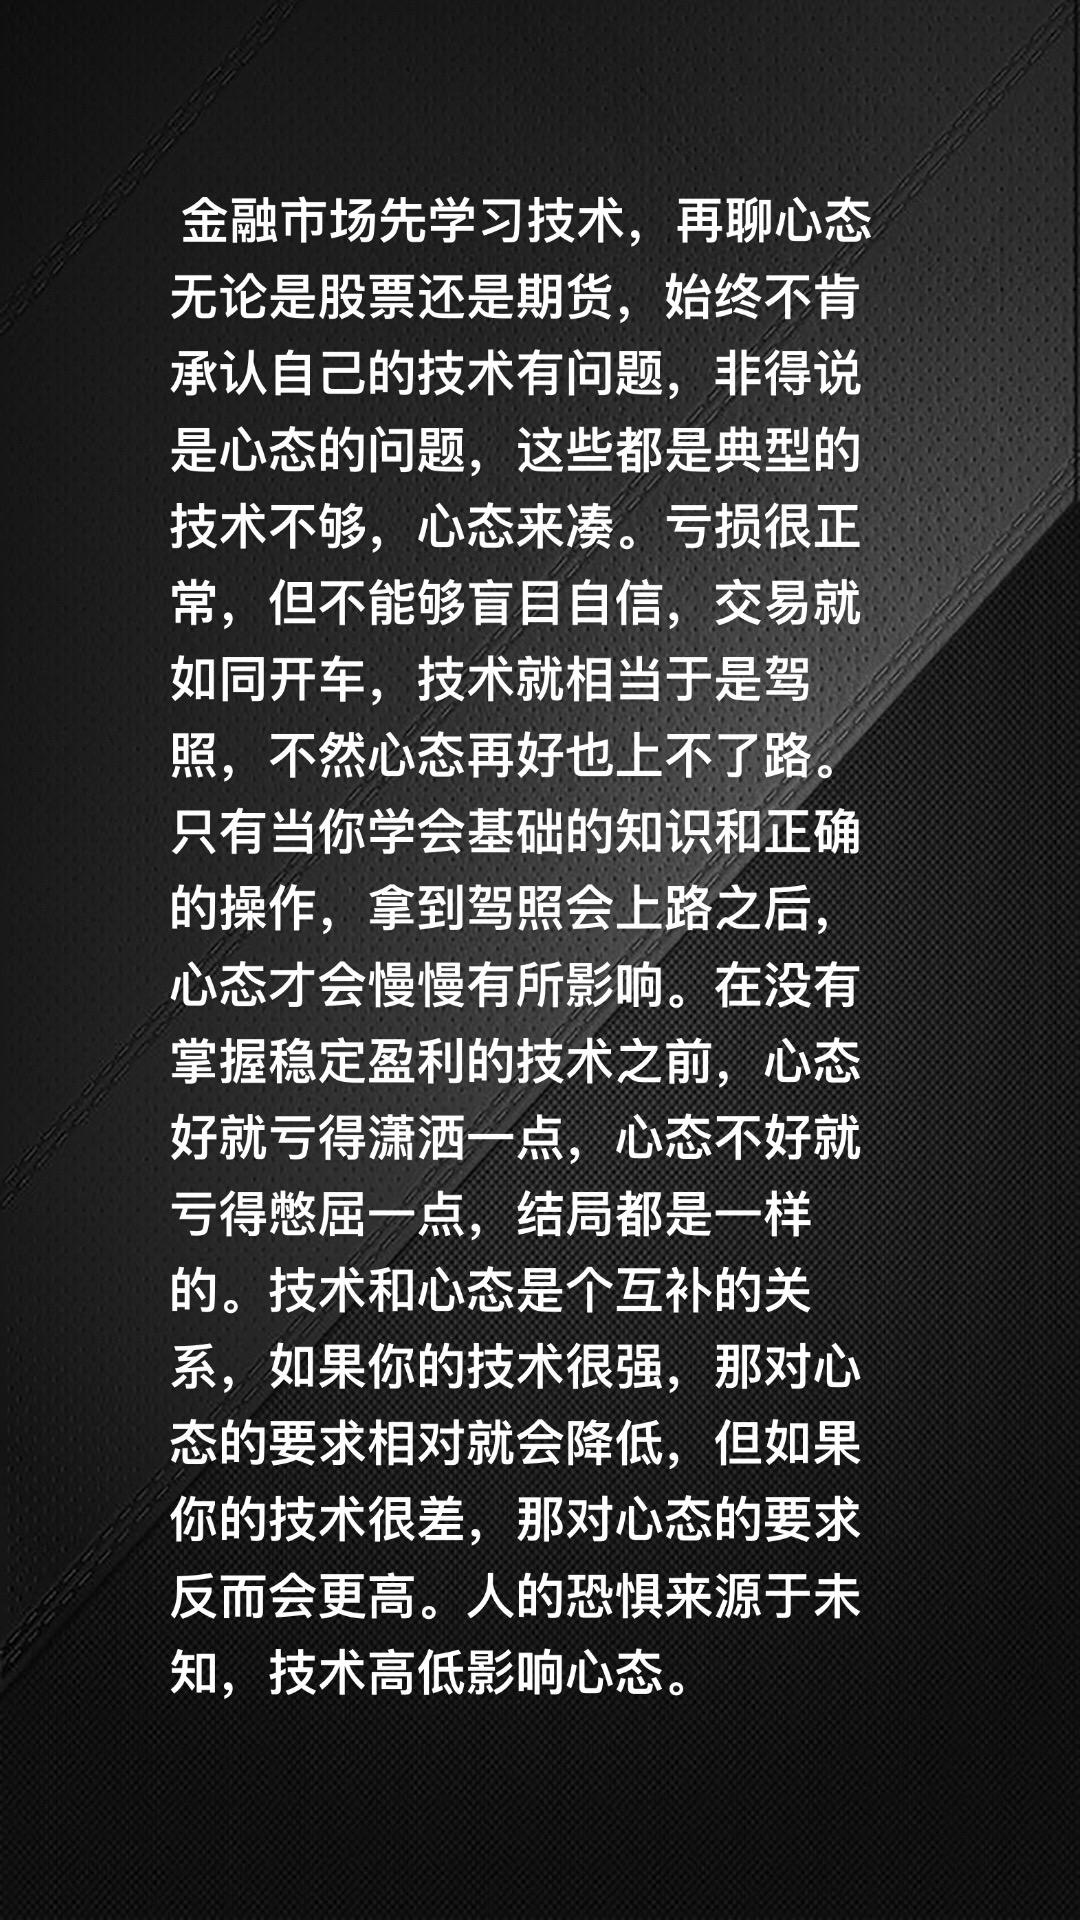 金融市场先学习技术，再聊心态
无论是股票还是期货，始终不肯
承认自己的技术有问题，非得说
是心态的问题，这些都是典型的
技术不够，心态来凑。亏损很正
常，但不能够盲目自信，交易就
如同开车，技术就相当于是驾
照，不然心态再好也上不了路。
只有当你学会基础的知识和正确
的操作，拿到驾照会上路之后，
心态才会慢慢有所影响。在没有
掌握稳定盈利的技术之前，心态
好就亏得潇洒一点，心态不好就
亏得憋屈一点，结局都是一样
的。技术和心态是个互补的关
系，如果你的技术很强，那对心
态的要求相对就会降低，但如果
你的技术很差，那对心态的要求
反而会更高。人的恐惧来源于未
知，技术高低影响心态。